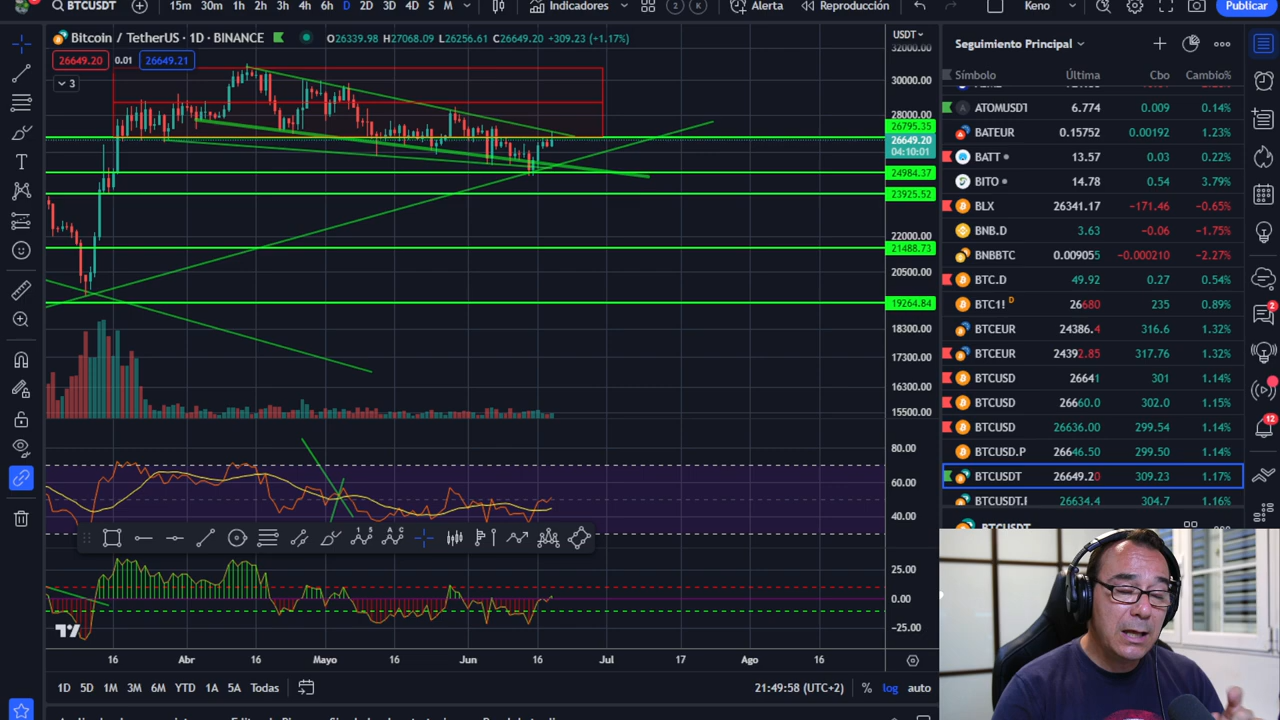 BTCUSDT
15m 30m 1h 2h 3h 4h 6h D 2D 3D 4D S M
Indicadores
2
Alerta
Reproducción
Keno
Publicar
Bitcoin / TetherUS · 1D · BINANCE
O26339.98 H27068.09 L26256.61 C26649.20 +309.23 (+1.17%)
USDT
26649.20
0.01
26649.21
3
32000.00
30000.00
28000.00
26795.35
26649.20
04:10:01
24984.37
23925.52
22000.00
21488.73
20500.00
19264.84
18300.00
17300.00
16300.00
15500.00
80.00
60.00
40.00
25.00
0.00
−25.00
16 Abr 16 Mayo 16 Jun 16 Jul 17 Ago 16
1D 5D 1M 3M 6M YTD 1A 5A Todas
21:49:58 (UTC+2)
% log auto
Seguimiento Principal
Símbolo Última Cbo Cambio%
ATOMUSDT 6.774 0.009 0.14%
BATEUR 0.15752 0.00192 1.23%
BATT 13.57 0.03 0.22%
BITO 14.78 0.54 3.79%
BLX 26341.17 −171.46 −0.65%
BNB.D 3.63 −0.06 −1.75%
BNBBTC 0.009055 −0.000210 −2.27%
BTC.D 49.92 0.27 0.54%
BTC1! D 26680 235 0.89%
BTCEUR 24386.4 316.6 1.32%
BTCEUR 24392.85 317.76 1.32%
BTCUSD 26641 301 1.14%
BTCUSD 26660.0 302.0 1.15%
BTCUSD 26636.00 299.54 1.14%
BTCUSD.P 26646.50 299.50 1.14%
BTCUSDT 26649.20 309.23 1.17%
BTCUSDT.P 26634.4 304.7 1.16%
BTCUSDT
2
12